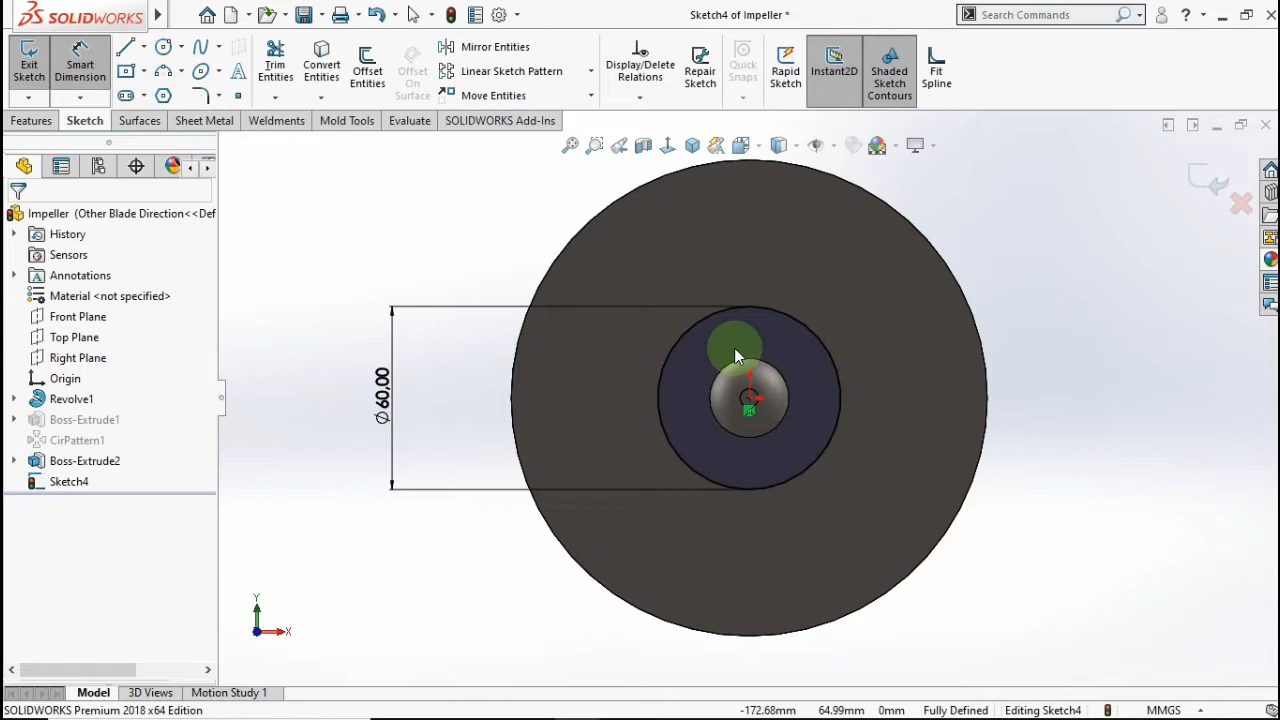 SOLIDWORKS
Sketch4 of Impeller *
Search Commands
Exit Sketch
Smart Dimension
Trim Entities
Convert Entities
Offset Entities
Offset On Surface
Mirror Entities
Linear Sketch Pattern
Move Entities
Display/Delete Relations
Repair Sketch
Quick Snaps
Rapid Sketch
Instant2D
Shaded Sketch Contours
Fit Spline
Features
Sketch
Surfaces
Sheet Metal
Weldments
Mold Tools
Evaluate
SOLIDWORKS Add-Ins
Impeller (Other Blade Direction<<Def
History
Sensors
Annotations
Material <not specified>
Front Plane
Top Plane
Right Plane
Origin
Revolve1
Boss-Extrude1
CirPattern1
Boss-Extrude2
Sketch4
∅60,00
Y
X
Model
3D Views
Motion Study 1
SOLIDWORKS Premium 2018 x64 Edition
-172.68mm
64.99mm
0mm
Fully Defined
Editing Sketch4
MMGS